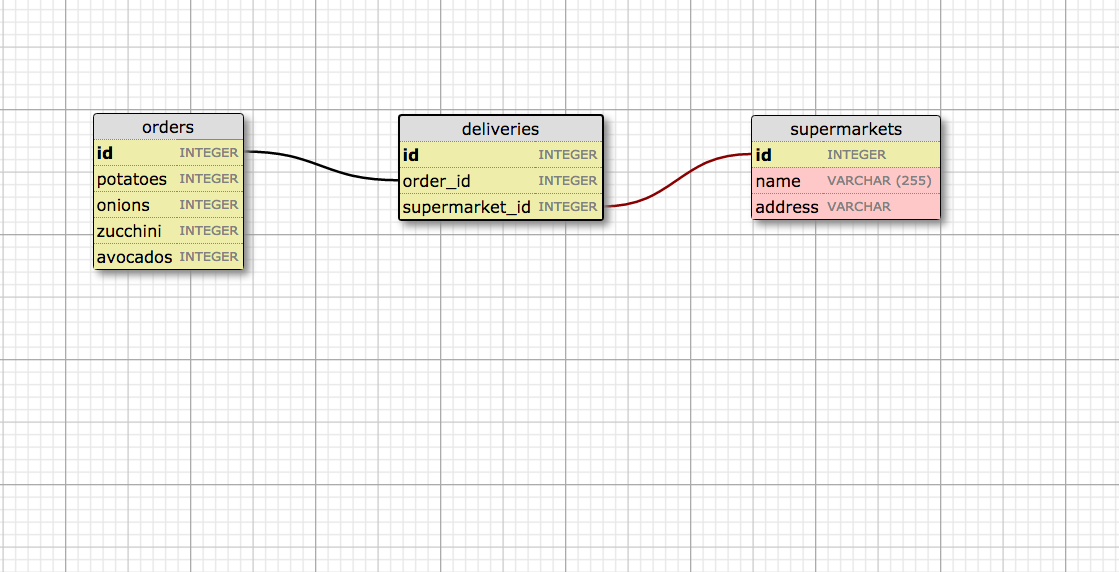 orders
id INTEGER
potatoes INTEGER
onions INTEGER
zucchini INTEGER
avocados INTEGER
deliveries
id INTEGER
order_id INTEGER
supermarket_id INTEGER
supermarkets
id INTEGER
name VARCHAR (255)
address VARCHAR